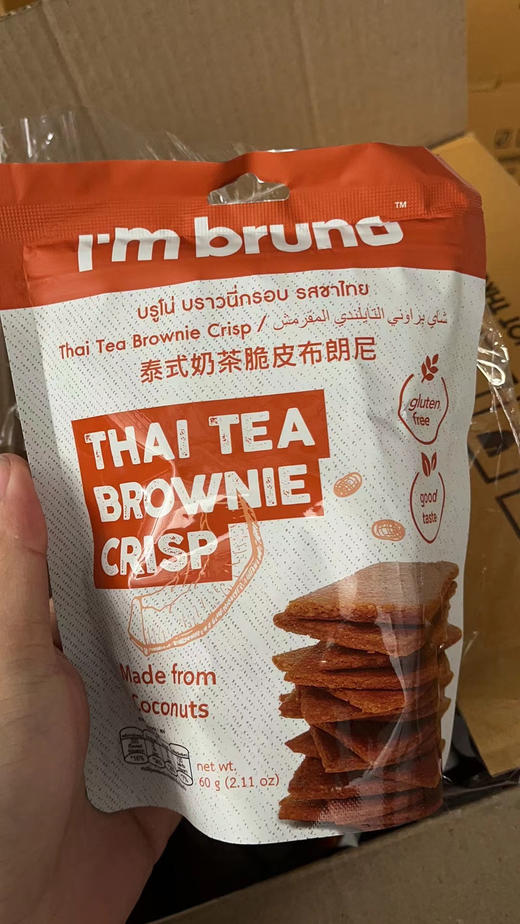 I'm bruno™
บรูโน่ บราวนี่กรอบ รสชาไทย
Thai Tea Brownie Crisp / شاي براوني التايلندي المقرمش
泰式奶茶脆皮布朗尼
THAI TEA
BROWNIE
CRISP
gluten
free
good
taste
Made from
Coconuts
net wt.
60 g (2.11 oz)